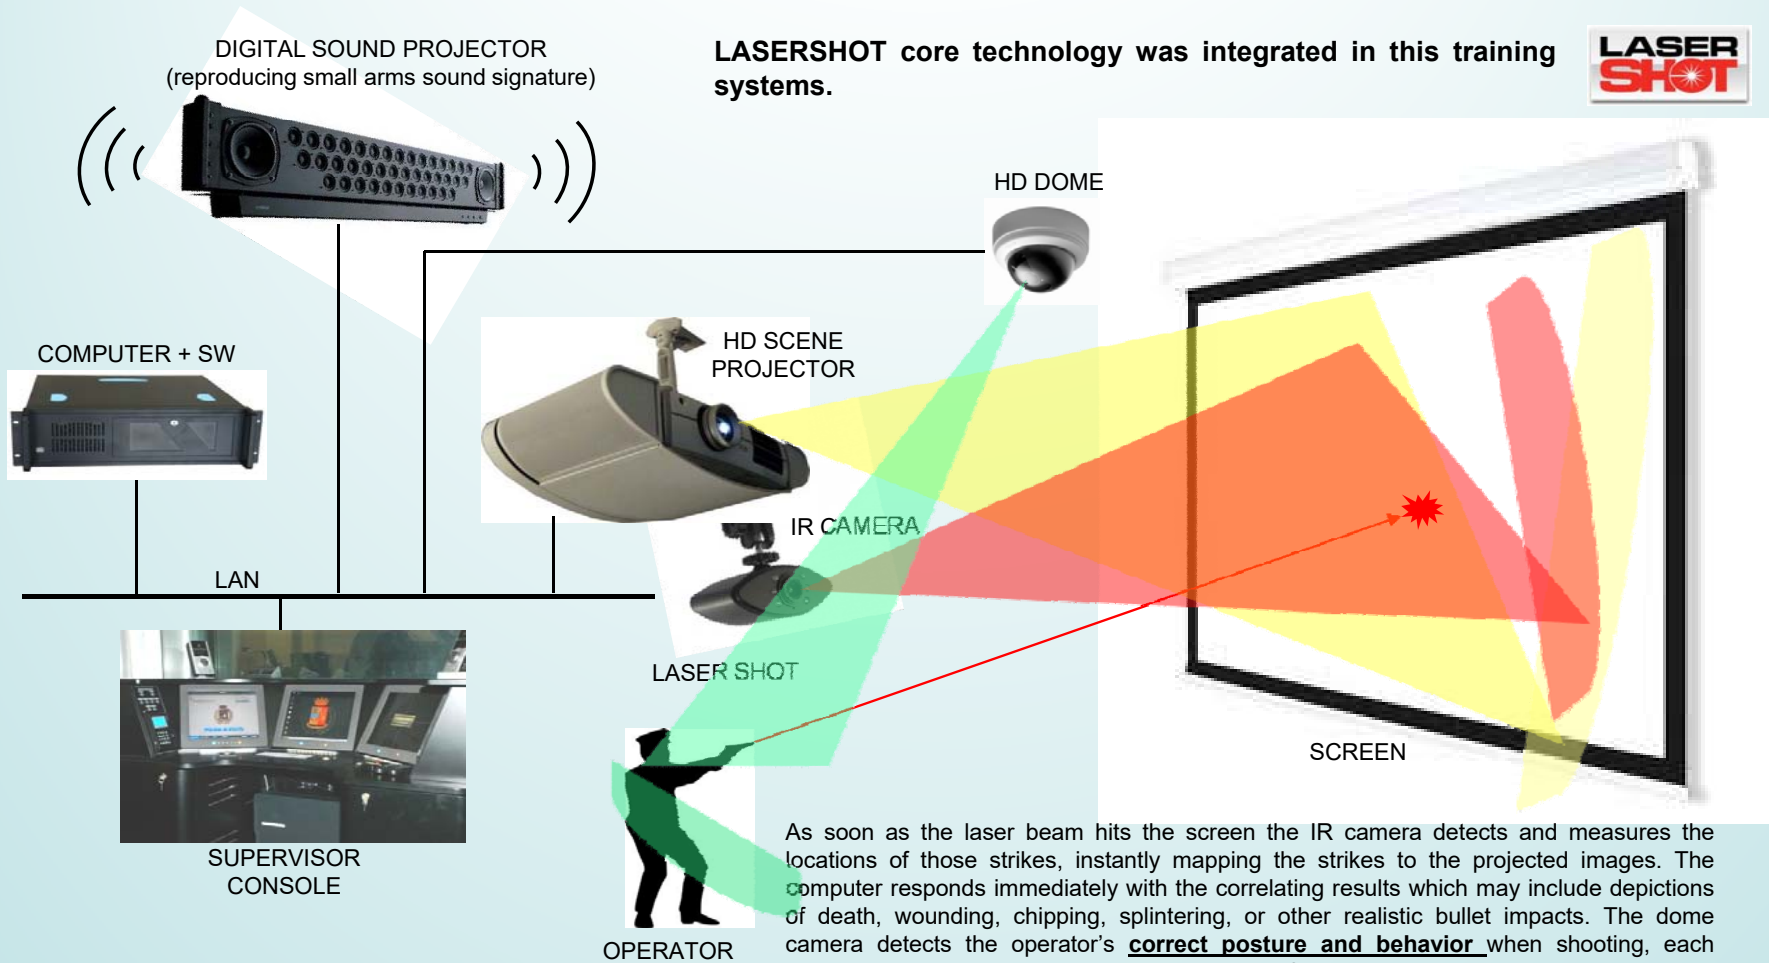 DIGITAL SOUND PROJECTOR
(reproducing small arms sound signature)
LASERSHOT core technology was integrated in this training
systems.
LASER
SHOT
HD DOME
HD SCENE
PROJECTOR
COMPUTER + SW
IR CAMERA
LAN
LASER SHOT
SCREEN
SUPERVISOR
CONSOLE
OPERATOR
As soon as the laser beam hits the screen the IR camera detects and measures the
locations of those strikes, instantly mapping the strikes to the projected images. The
computer responds immediately with the correlating results which may include depictions
of death, wounding, chipping, splintering, or other realistic bullet impacts. The dome
camera detects the operator's correct posture and behavior when shooting, each